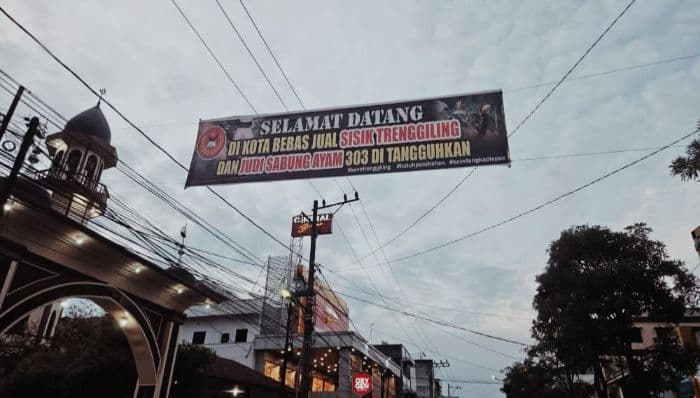 SELAMAT DATANG
DI KOTA BEBAS JUAL SISIK TRENGGILING
DAN JUDI SABUNG AYAM 303 DI TANGGUHKAN